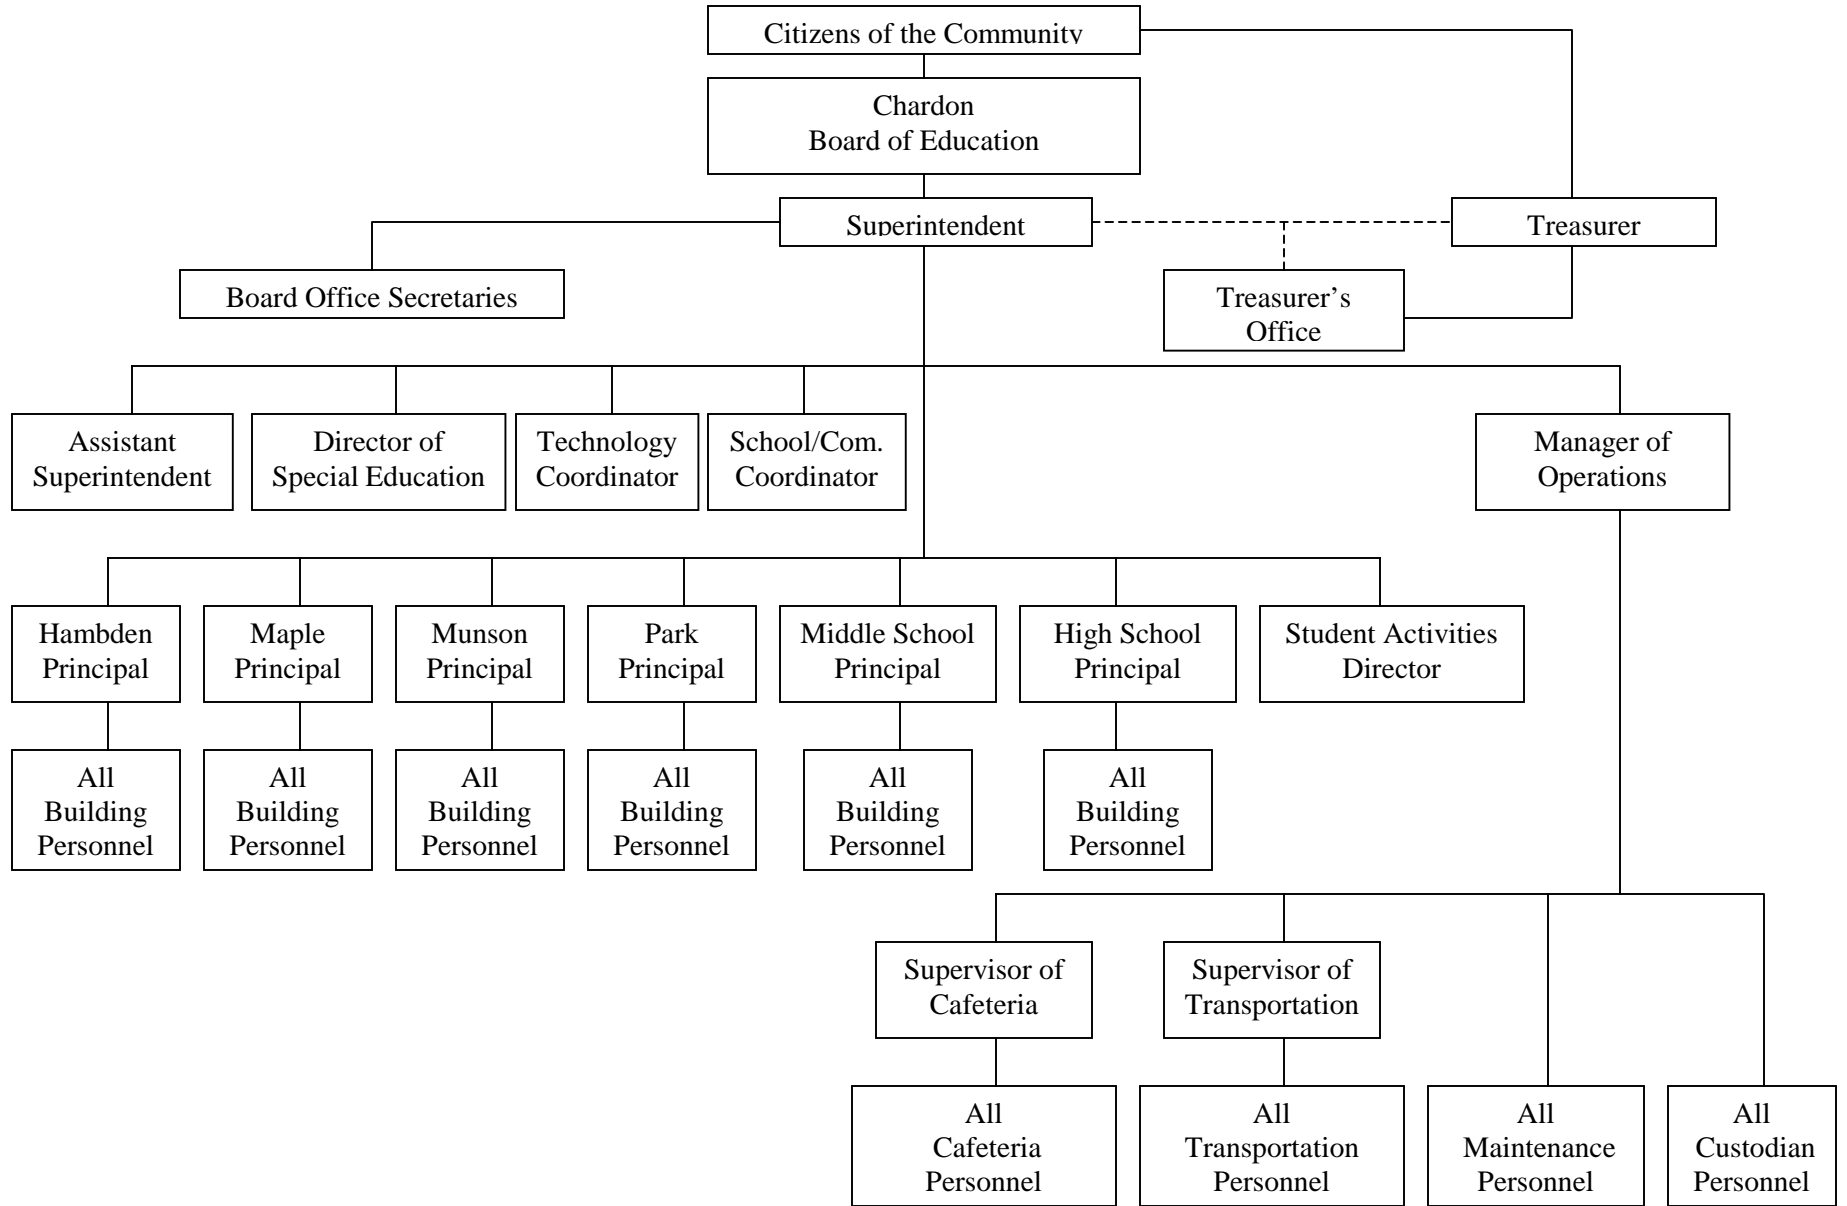 Citizens of the Community
Chardon
Board of Education
Superintendent
Treasurer
Board Office Secretaries
Treasurer’s
Office
Assistant
Superintendent
Director of
Special Education
Technology
Coordinator
School/Com.
Coordinator
Manager of
Operations
Hambden
Principal
Maple
Principal
Munson
Principal
Park
Principal
Middle School
Principal
High School
Principal
Student Activities
Director
All
Building
Personnel
All
Building
Personnel
All
Building
Personnel
All
Building
Personnel
All
Building
Personnel
All
Building
Personnel
Supervisor of
Cafeteria
Supervisor of
Transportation
All
Cafeteria
Personnel
All
Transportation
Personnel
All
Maintenance
Personnel
All
Custodian
Personnel